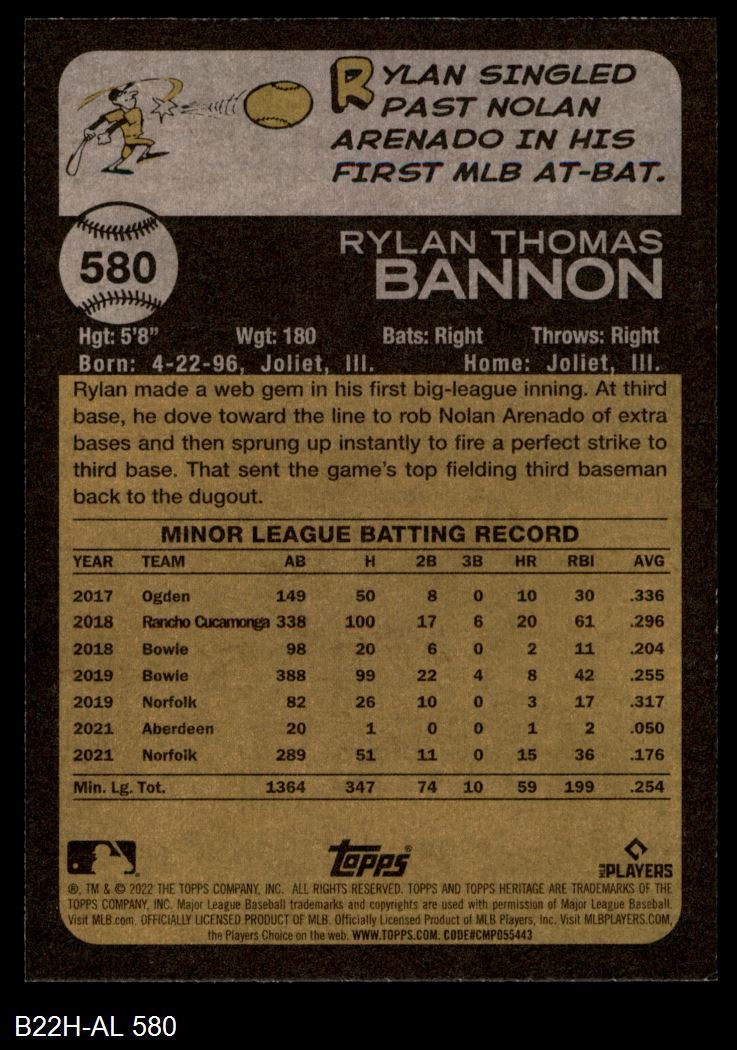 RYLAN SINGLED
PAST NOLAN
ARENADO IN HIS
FIRST MLB AT-BAT.
580
RYLAN THOMAS
BANNON
Hgt: 5'8" Wgt: 180 Bats: Right Throws: Right
Born: 4-22-96, Joliet, Ill. Home: Joliet, Ill.
Rylan made a web gem in his first big-league inning. At third
base, he dove toward the line to rob Nolan Arenado of extra
bases and then sprung up instantly to fire a perfect strike to
third base. That sent the game's top fielding third baseman
back to the dugout.
MINOR LEAGUE BATTING RECORD
YEAR TEAM AB H 2B 3B HR RBI AVG
2017 Ogden 149 50 8 0 10 30 .336
2018 Rancho Cucamonga 338 100 17 6 20 61 .296
2018 Bowie 98 20 6 0 2 11 .204
2019 Bowie 388 99 22 4 8 42 .255
2019 Norfolk 82 26 10 0 3 17 .317
2021 Aberdeen 20 1 0 0 1 2 .050
2021 Norfolk 289 51 11 0 15 36 .176
Min. Lg. Tot. 1364 347 74 10 59 199 .254
Topps® MLB PLAYERS
®, TM & © 2022 THE TOPPS COMPANY, INC. ALL RIGHTS RESERVED. TOPPS AND TOPPS HERITAGE ARE TRADEMARKS OF THE
TOPPS COMPANY, INC. Major League Baseball trademarks and copyrights are used with permission of Major League Baseball.
Visit MLB.com. OFFICIALLY LICENSED PRODUCT OF MLB. Officially Licensed Product of MLB Players, Inc. Visit MLBPLAYERS.COM,
the Players Choice on the web. WWW.TOPPS.COM. CODE#CMP055443
B22H-AL 580